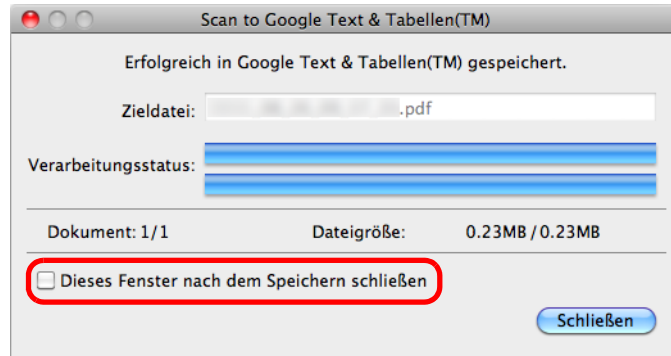 Scan to Google Text & Tabellen(TM)
Erfolgreich in Google Text & Tabellen(TM) gespeichert.
Zieldatei: .pdf
Verarbeitungsstatus:
Dokument: 1/1 Dateigröße: 0.23MB / 0.23MB
Dieses Fenster nach dem Speichern schließen
Schließen